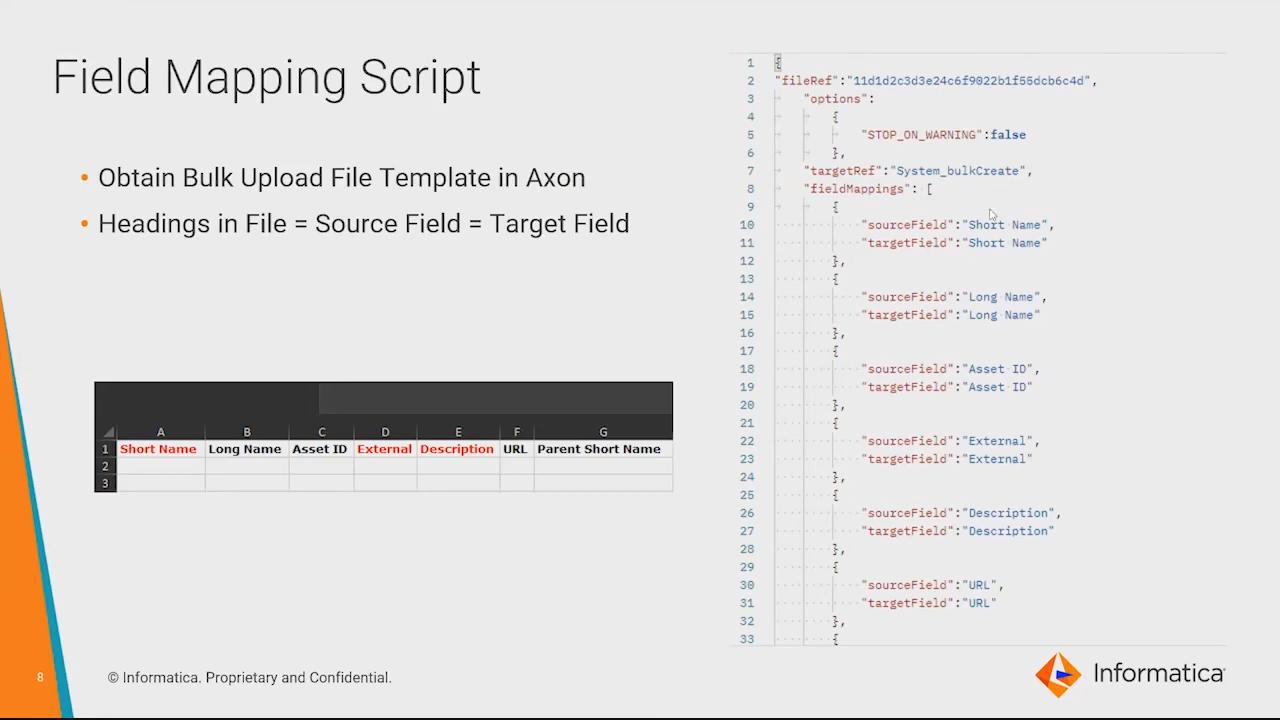 Field Mapping Script
• Obtain Bulk Upload File Template in Axon
• Headings in File = Source Field = Target Field
A B C D E F G
1 Short Name Long Name Asset ID External Description URL Parent Short Name
2
3
1 {
2 "fileRef":"11d1d2c3d3e24c6f9022b1f55dcb6c4d",
3 "options":
4 {
5 "STOP_ON_WARNING":false
6 },
7 "targetRef":"System_bulkCreate",
8 "fieldMappings": [
9 {
10 "sourceField":"Short Name",
11 "targetField":"Short Name"
12 },
13 {
14 "sourceField":"Long Name",
15 "targetField":"Long Name"
16 },
17 {
18 "sourceField":"Asset ID",
19 "targetField":"Asset ID"
20 },
21 {
22 "sourceField":"External",
23 "targetField":"External"
24 },
25 {
26 "sourceField":"Description",
27 "targetField":"Description"
28 },
29 {
30 "sourceField":"URL",
31 "targetField":"URL"
32 },
33 {
8
© Informatica. Proprietary and Confidential.
Informatica